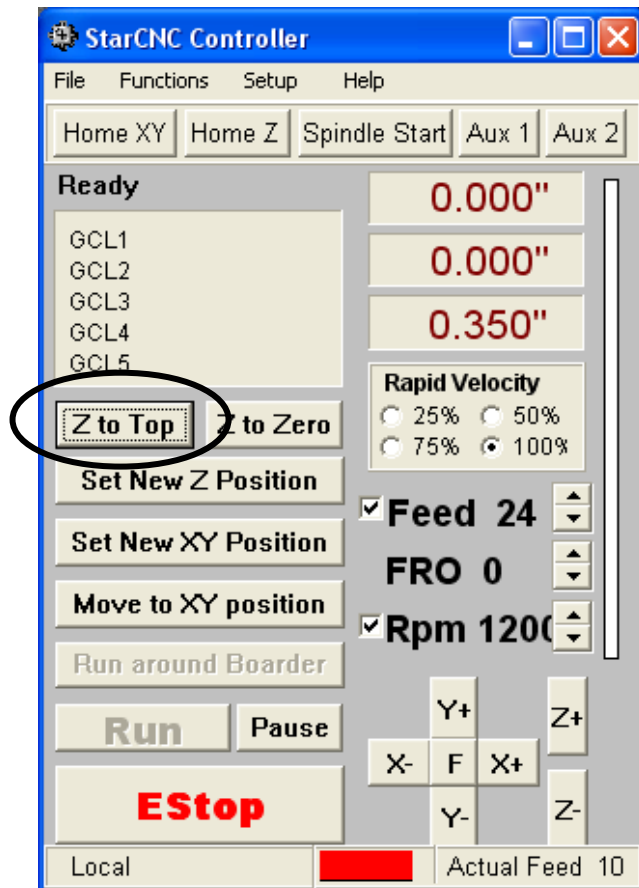 StarCNC Controller
File Functions Setup Help
Home XY Home Z Spindle Start Aux 1 Aux 2
Ready
GCL1
GCL2
GCL3
GCL4
GCL5
Z to Top Z to Zero
Set New Z Position
Set New XY Position
Move to XY position
Run around Boarder
Run Pause
EStop
0.000"
0.000"
0.350"
Rapid Velocity
25% 50%
75% 100%
Feed 24
FRO 0
Rpm 1200
Y+ Z+
X- F X+
Y- Z-
Local Actual Feed 10